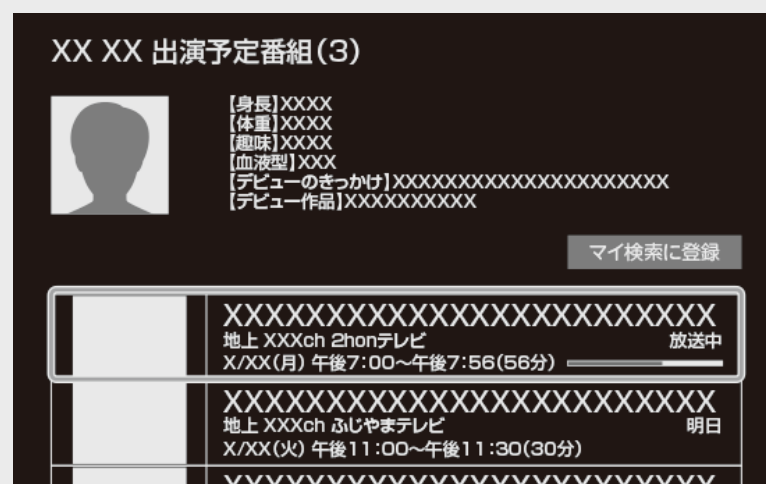 XX XX 出演予定番組(3)
【身長】XXXX
【体重】XXXX
【趣味】XXXX
【血液型】XXX
【デビューのきっかけ】XXXXXXXXXXXXXXXXXXXXX
【デビュー作品】XXXXXXXXXX
マイ検索に登録
XXXXXXXXXXXXXXXXXXXXXXXX
地上 XXXch 2honテレビ 放送中
X/XX(月) 午後7:00〜午後7:56(56分)
XXXXXXXXXXXXXXXXXXXXXXXX
地上 XXXch ふじやまテレビ 明日
X/XX(火) 午後11:00〜午後11:30(30分)
XXXXXXXXXXXXXXXXXXXXXXXX